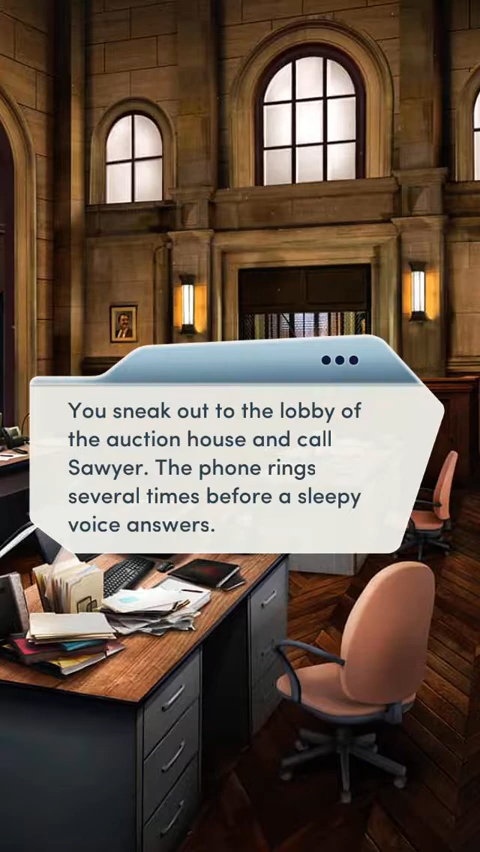 You sneak out to the lobby of
the auction house and call
Sawyer. The phone rings
several times before a sleepy
voice answers.